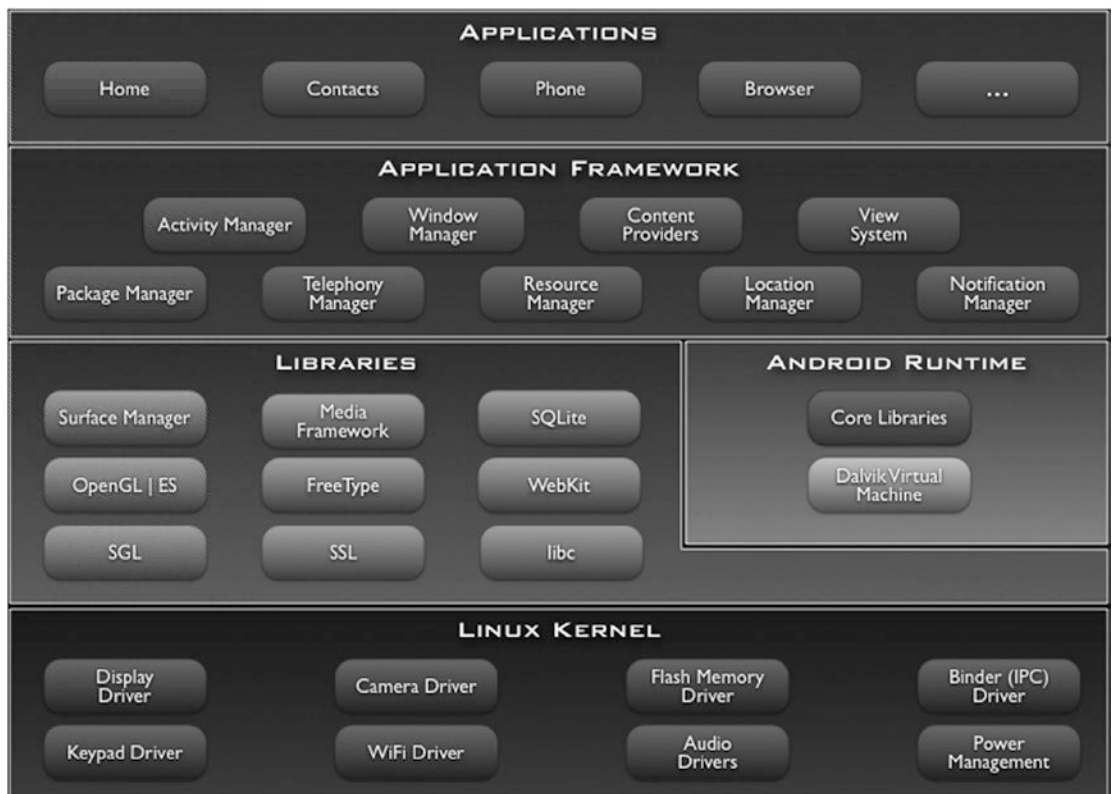 APPLICATIONS
Home
Contacts
Phone
Browser
...
APPLICATION FRAMEWORK
Activity Manager
Window
Manager
Content
Providers
View
System
Package Manager
Telephony
Manager
Resource
Manager
Location
Manager
Notification
Manager
LIBRARIES
Surface Manager
Media
Framework
SQLite
OpenGL | ES
FreeType
WebKit
SGL
SSL
libc
ANDROID RUNTIME
Core Libraries
Dalvik Virtual
Machine
LINUX KERNEL
Display
Driver
Camera Driver
Flash Memory
Driver
Binder (IPC)
Driver
Keypad Driver
WiFi Driver
Audio
Drivers
Power
Management